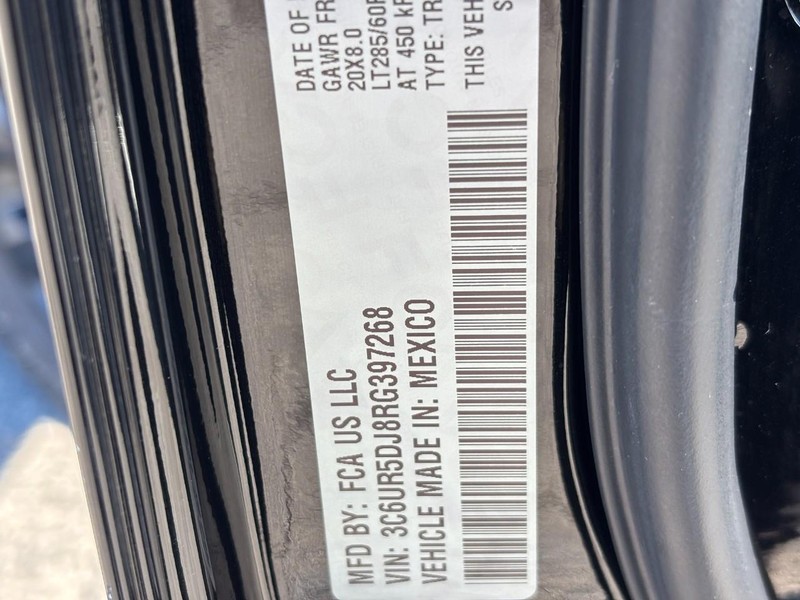 MFD BY: FCA US LLC
VIN: 3C6UR5DJ8RG397268
VEHICLE MADE IN: MEXICO
DATE OF
GAWR FR
20X8.0
LT285/60R
AT 450 kP
TYPE: TR
THIS VEH
S